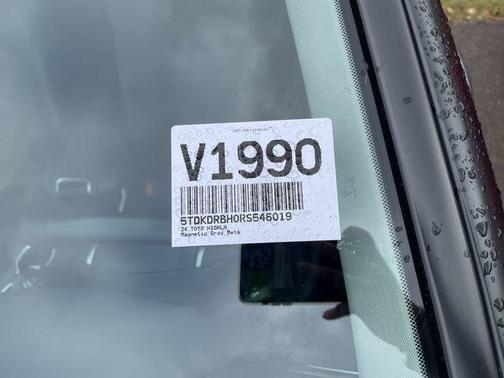 V1990
5TDKDRBH0RS546019
24 TOYO HIGHLN
Magnetic Gray Meta